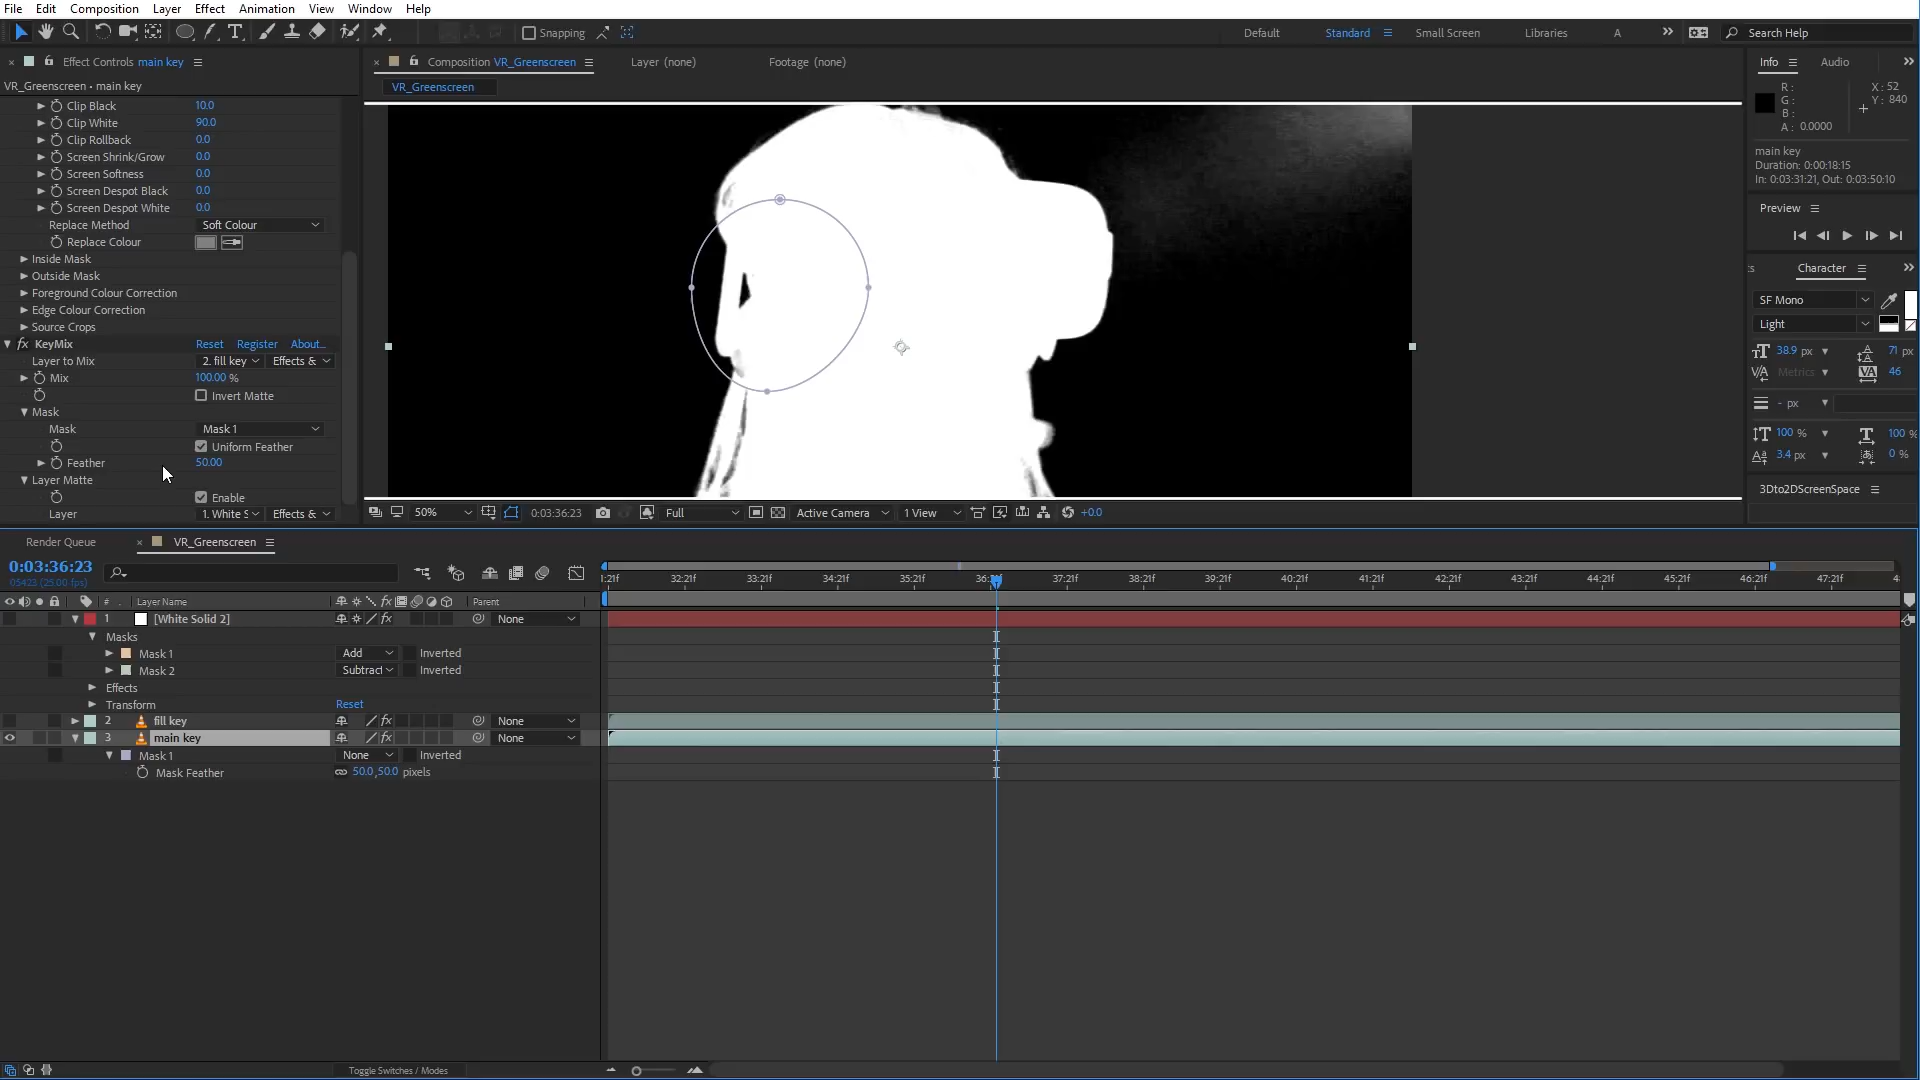 File Edit Composition Layer Effect Animation View Window Help
Snapping
Default Standard Small Screen Libraries A Search Help
Effect Controls main key
VR_Greenscreen • main key
Clip Black 10.0
Clip White 90.0
Clip Rollback 0.0
Screen Shrink/Grow 0.0
Screen Softness 0.0
Screen Despot Black 0.0
Screen Despot White 0.0
Replace Method Soft Colour
Replace Colour
Inside Mask
Outside Mask
Foreground Colour Correction
Edge Colour Correction
Source Crops
fx KeyMix Reset Register About...
Layer to Mix 2. fill key Effects &
Mix 100.00 %
Invert Matte
Mask
Mask Mask 1
Uniform Feather
Feather 50.00
Layer Matte
Enable
Layer 1. White S Effects &
Composition VR_Greenscreen Layer (none) Footage (none)
VR_Greenscreen
50% 0:03:36:23 Full Active Camera 1 View +0.0
Info Audio
R: X: 52
G: Y: 840
B:
A: 0.0000
main key
Duration: 0:00:18:15
In: 0:03:31:21, Out: 0:03:50:10
Preview
Character
SF Mono
Light
38.9 px 71 px
Metrics 46
- px
100 % 100 %
3.4 px 0 %
3Dto2DScreenSpace
Render Queue VR_Greenscreen
0:03:36:23
05423 (25.00 fps)
1:21f 32:21f 33:21f 34:21f 35:21f 36: 37:21f 38:21f 39:21f 40:21f 41:21f 42:21f 43:21f 44:21f 45:21f 46:21f 47:21f
# Layer Name Parent
1 [White Solid 2] None
Masks
Mask 1 Add Inverted
Mask 2 Subtract Inverted
Effects
Transform Reset
2 fill key None
3 main key None
Mask 1 None Inverted
Mask Feather 50.0,50.0 pixels
Toggle Switches / Modes